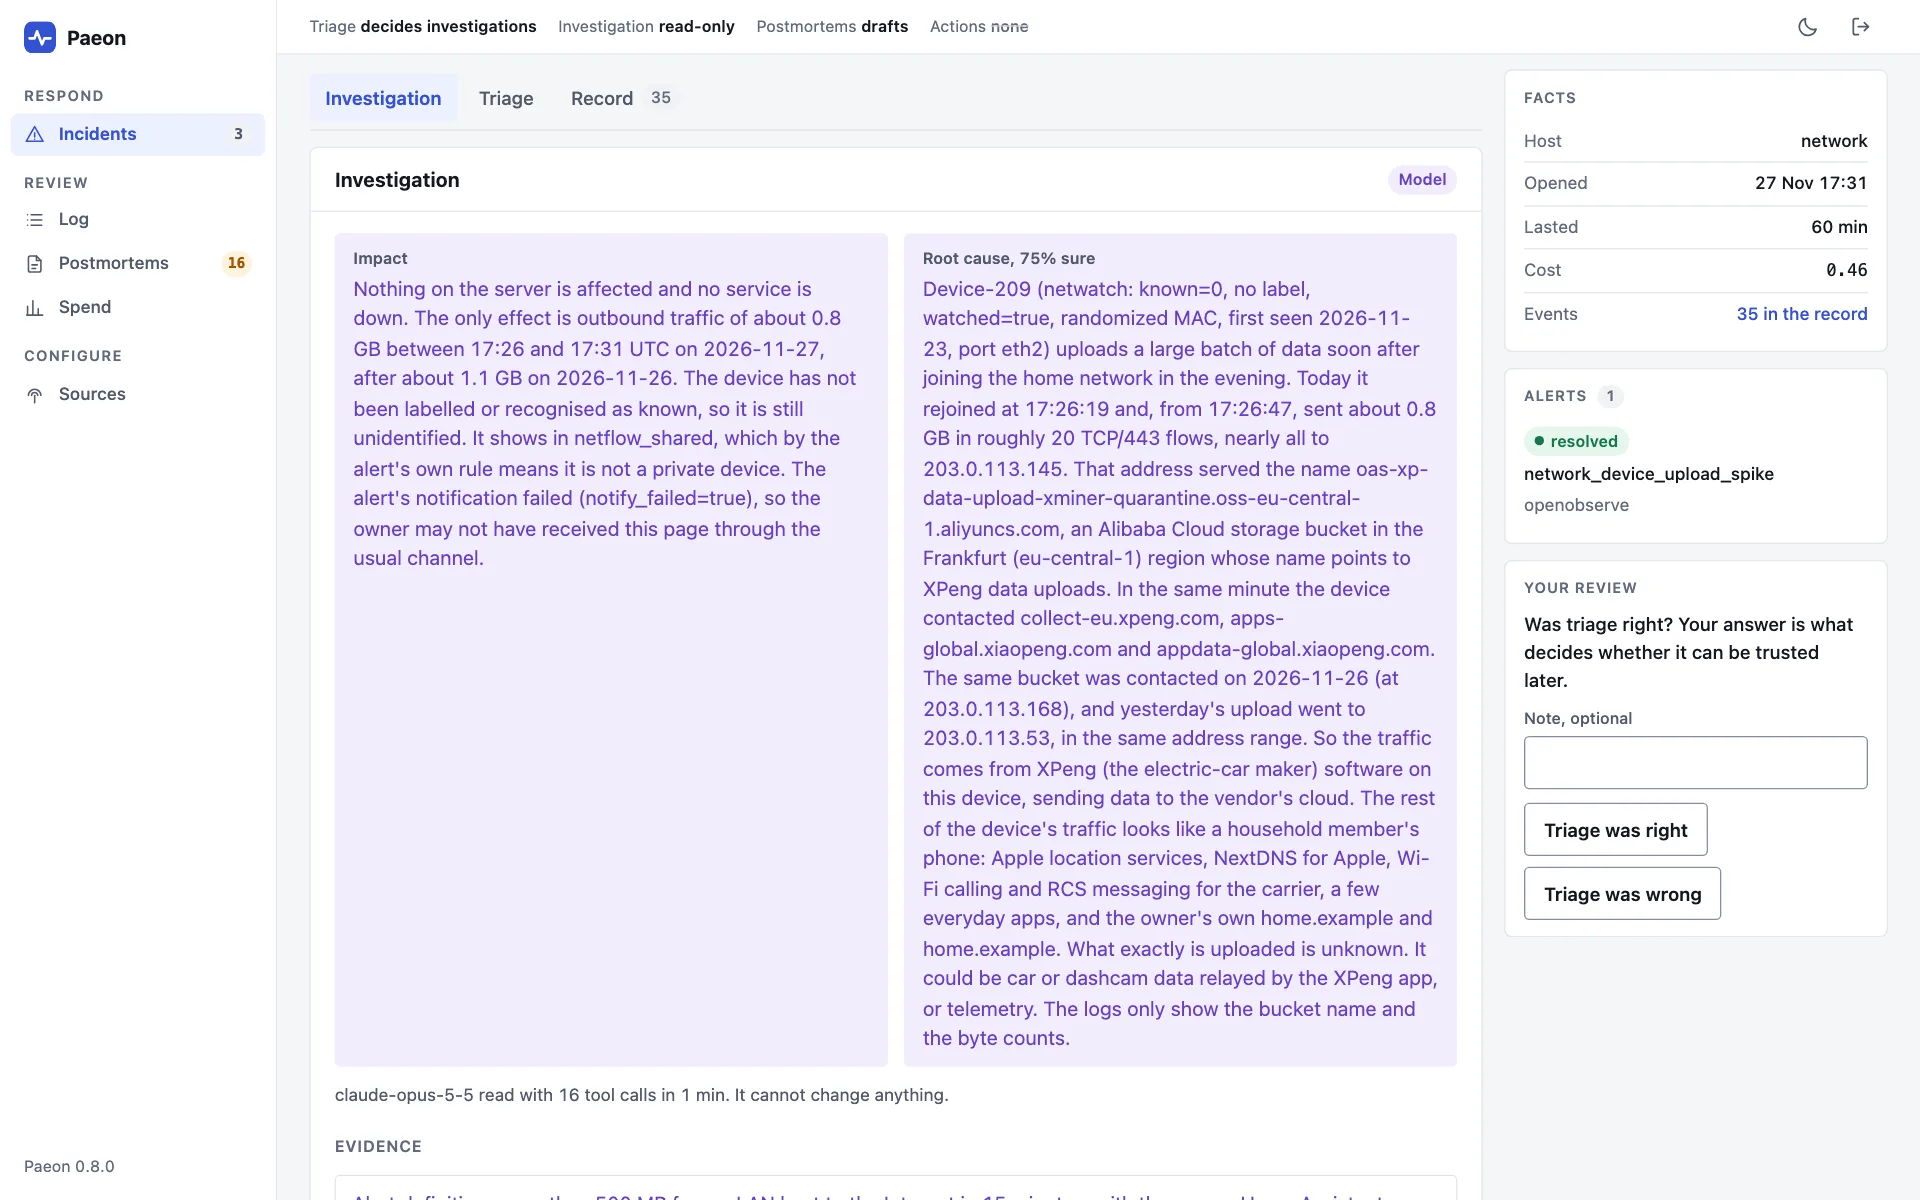 Paeon
RESPOND
Incidents 3
REVIEW
Log
Postmortems 16
Spend
CONFIGURE
Sources
Paeon 0.8.0
Triage decides investigations Investigation read-only Postmortems drafts Actions none
Investigation Triage Record 35
Investigation Model
Impact
Nothing on the server is affected and no service is
down. The only effect is outbound traffic of about 0.8
GB between 17:26 and 17:31 UTC on 2026-11-27,
after about 1.1 GB on 2026-11-26. The device has not
been labelled or recognised as known, so it is still
unidentified. It shows in netflow_shared, which by the
alert's own rule means it is not a private device. The
alert's notification failed (notify_failed=true), so the
owner may not have received this page through the
usual channel.
Root cause, 75% sure
Device-209 (netwatch: known=0, no label,
watched=true, randomized MAC, first seen 2026-11-
23, port eth2) uploads a large batch of data soon after
joining the home network in the evening. Today it
rejoined at 17:26:19 and, from 17:26:47, sent about 0.8
GB in roughly 20 TCP/443 flows, nearly all to
203.0.113.145. That address served the name oas-xp-
data-upload-xminer-quarantine.oss-eu-central-
1.aliyuncs.com, an Alibaba Cloud storage bucket in the
Frankfurt (eu-central-1) region whose name points to
XPeng data uploads. In the same minute the device
contacted collect-eu.xpeng.com, apps-
global.xiaopeng.com and appdata-global.xiaopeng.com.
The same bucket was contacted on 2026-11-26 (at
203.0.113.168), and yesterday's upload went to
203.0.113.53, in the same address range. So the traffic
comes from XPeng (the electric-car maker) software on
this device, sending data to the vendor's cloud. The rest
of the device's traffic looks like a household member's
phone: Apple location services, NextDNS for Apple, Wi-
Fi calling and RCS messaging for the carrier, a few
everyday apps, and the owner's own home.example and
home.example. What exactly is uploaded is unknown. It
could be car or dashcam data relayed by the XPeng app,
or telemetry. The logs only show the bucket name and
the byte counts.
claude-opus-5-5 read with 16 tool calls in 1 min. It cannot change anything.
EVIDENCE
FACTS
Host network
Opened 27 Nov 17:31
Lasted 60 min
Cost 0.46
Events 35 in the record
ALERTS 1
resolved
network_device_upload_spike
openobserve
YOUR REVIEW
Was triage right? Your answer is what
decides whether it can be trusted
later.
Note, optional
Triage was right
Triage was wrong